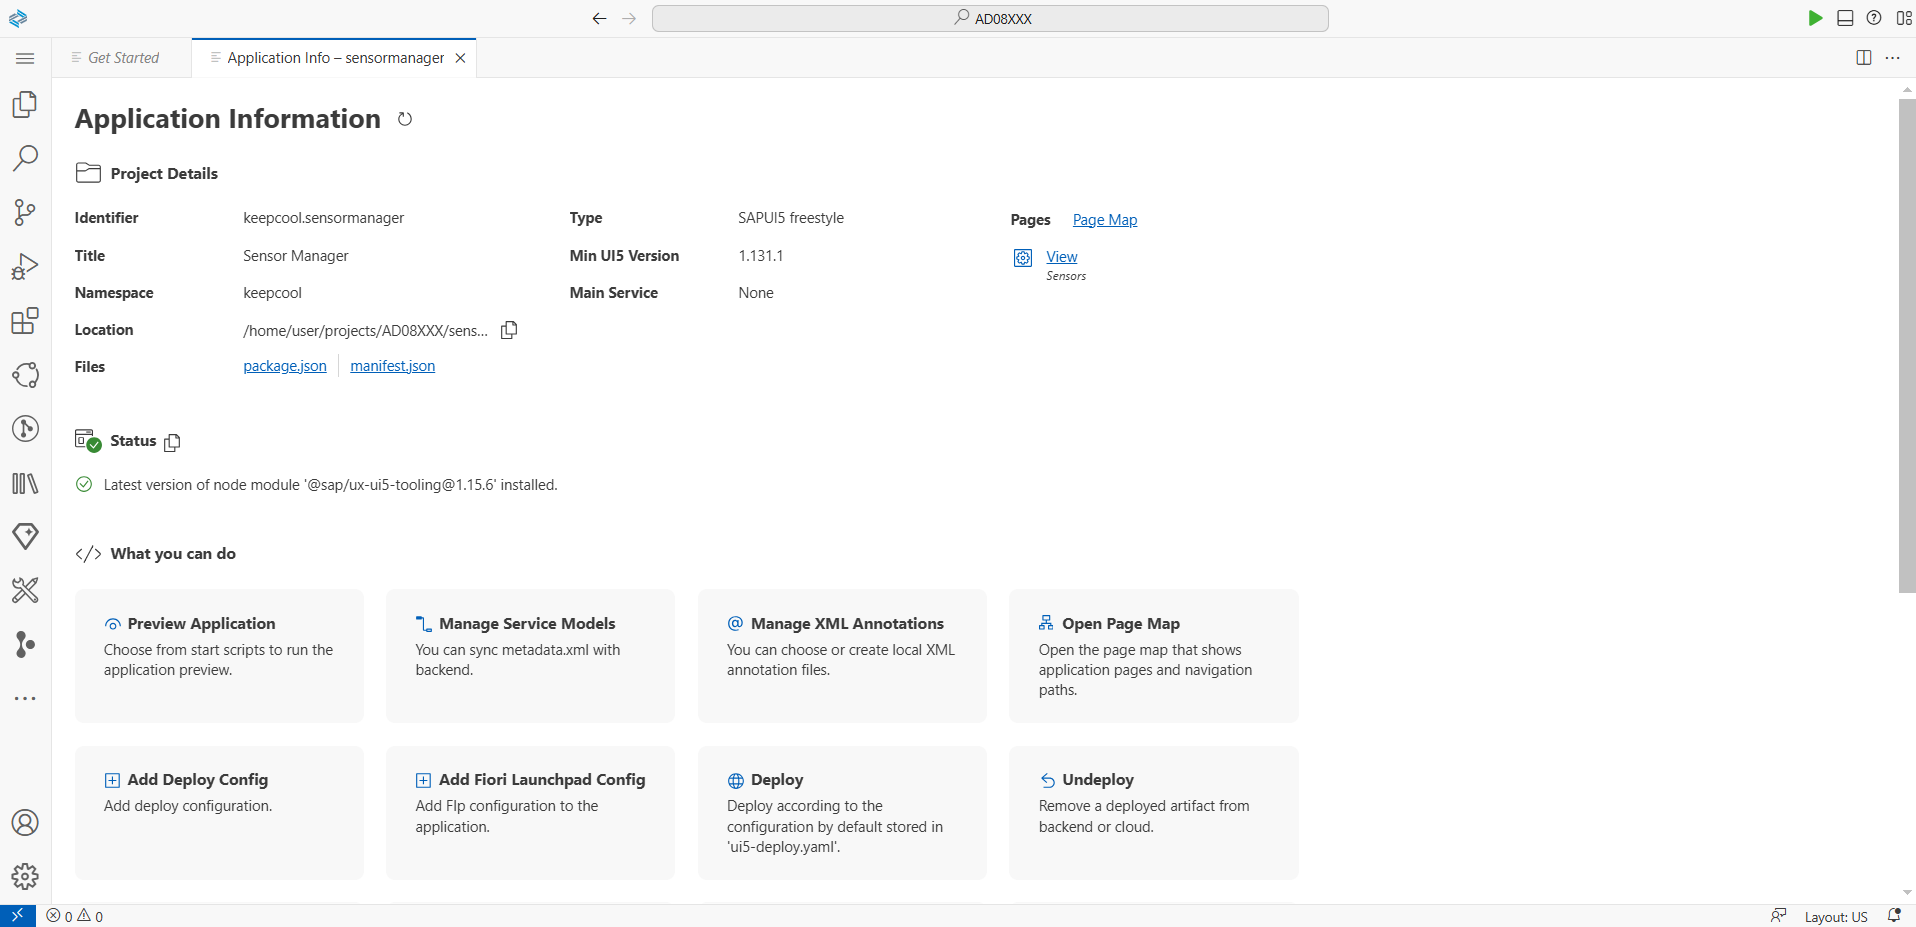 AD08XXX
Get Started
Application Info – sensormanager
Application Information
Project Details
Identifier keepcool.sensormanager Type SAPUI5 freestyle Pages Page Map
Title Sensor Manager Min UI5 Version 1.131.1 View
Sensors
Namespace keepcool Main Service None
Location /home/user/projects/AD08XXX/sens...
Files package.json manifest.json
Status
Latest version of node module '@sap/ux-ui5-tooling@1.15.6' installed.
What you can do
Preview Application
Choose from start scripts to run the
application preview.
Manage Service Models
You can sync metadata.xml with
backend.
Manage XML Annotations
You can choose or create local XML
annotation files.
Open Page Map
Open the page map that shows
application pages and navigation
paths.
Add Deploy Config
Add deploy configuration.
Add Fiori Launchpad Config
Add Flp configuration to the
application.
Deploy
Deploy according to the
configuration by default stored in
'ui5-deploy.yaml'.
Undeploy
Remove a deployed artifact from
backend or cloud.
0 0 Layout: US